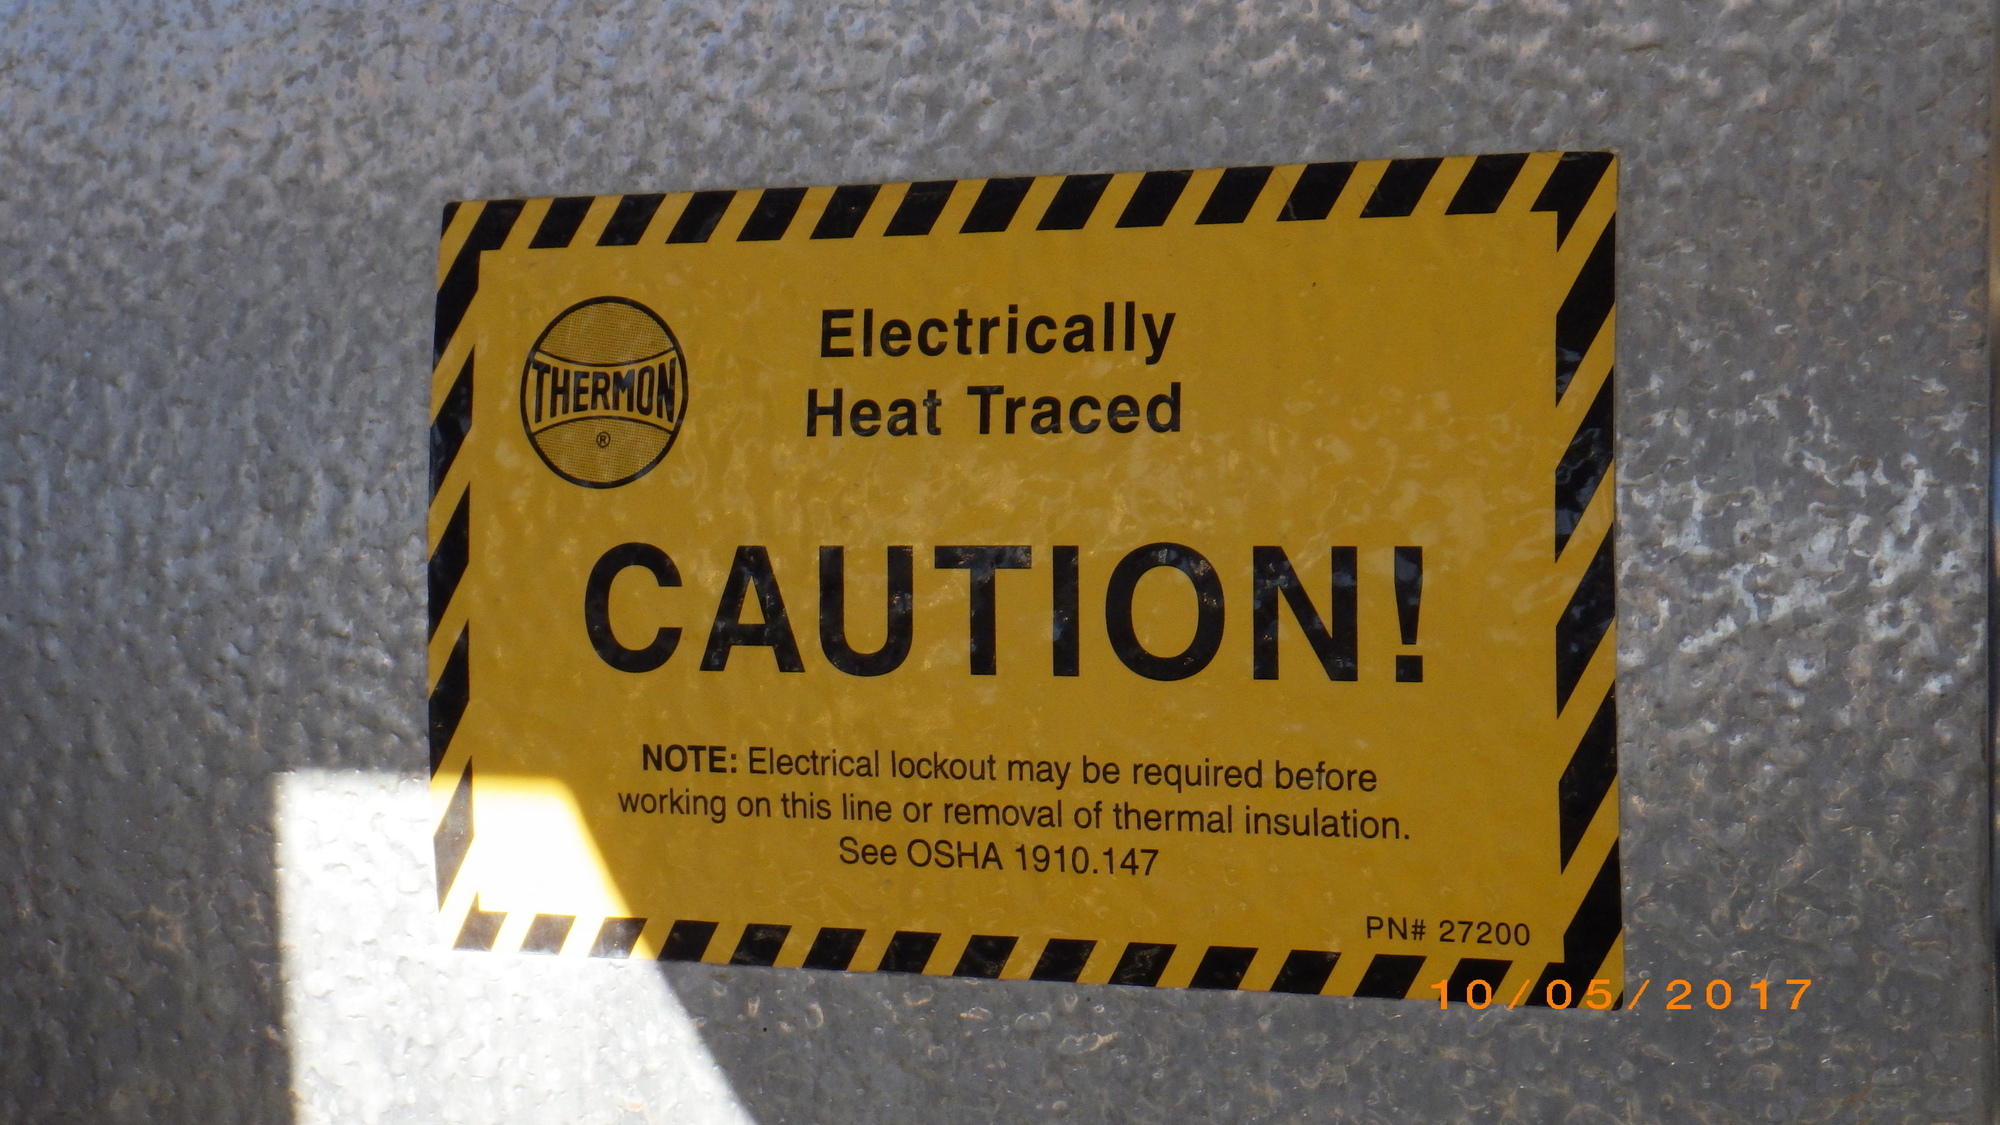 THERMON
®
Electrically
Heat Traced
CAUTION!
NOTE: Electrical lockout may be required before
working on this line or removal of thermal insulation.
See OSHA 1910.147
PN# 27200
10/05/2017